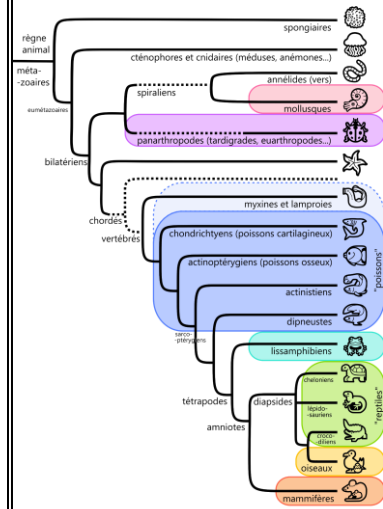 spongiaires
règne
animal
cténophores et cnidaires (méduses, anémones...)
méta-
-zoaires
annélides (vers)
spiraliens
eumétazoaires
mollusques
panarthropodes (tardigrades, euarthropodes...)
bilatériens
myxines et lamproies
chordés
vertébrés
chondrichtyens (poissons cartilagineux)
actinoptérygiens (poissons osseux)
"poissons"
actinistiens
dipneustes
sarco-
-ptérygiens
lissamphibiens
cheloniens
tétrapodes
diapsides
lépido-
-sauriens
"reptiles"
amniotes
croco-
-diliens
oiseaux
mammifères